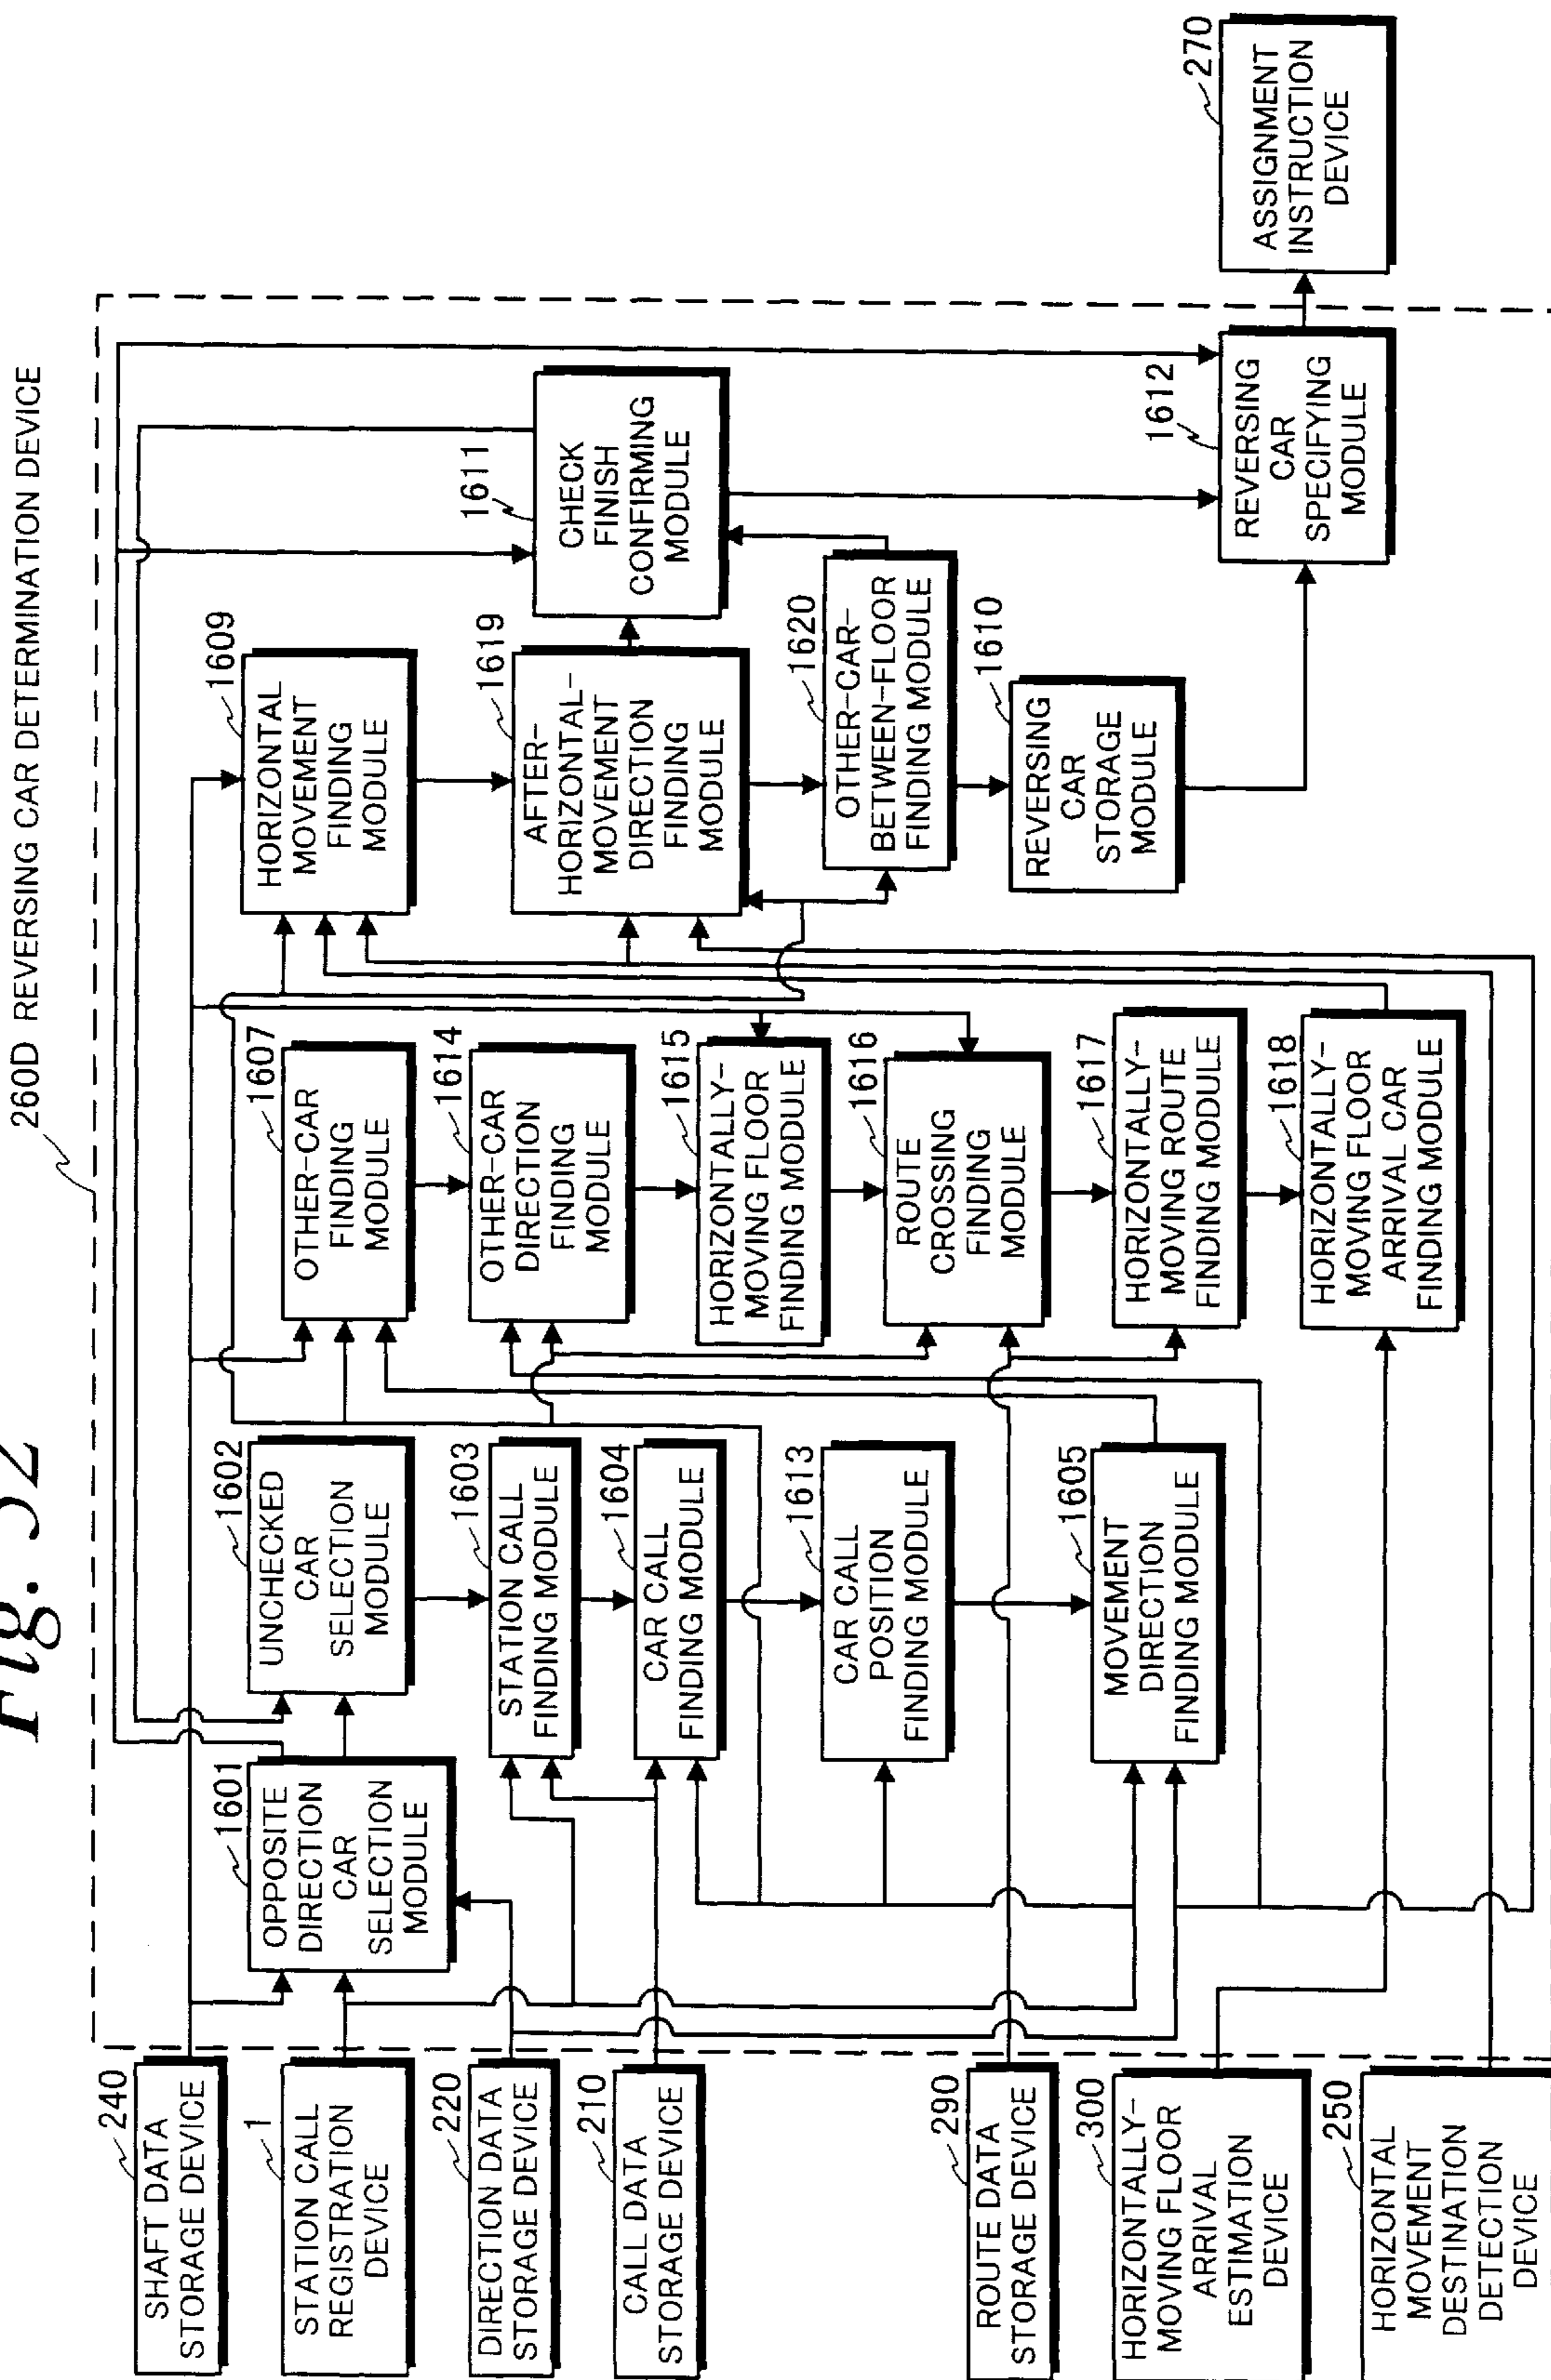 Fig. 32
260D REVERSING CAR DETERMINATION DEVICE
240
SHAFT DATA
STORAGE DEVICE
1
STATION CALL
REGISTRATION
DEVICE
220
DIRECTION DATA
STORAGE DEVICE
210
CALL DATA
STORAGE DEVICE
290
ROUTE DATA
STORAGE DEVICE
300
HORIZONTALLY-
MOVING FLOOR
ARRIVAL
ESTIMATION
DEVICE
250
HORIZONTAL
MOVEMENT
DESTINATION
DETECTION
DEVICE
1601
OPPOSITE
DIRECTION
CAR
SELECTION
MODULE
1602
UNCHECKED
CAR
SELECTION
MODULE
1603
STATION CALL
FINDING MODULE
1604
CAR CALL
FINDING MODULE
1613
CAR CALL
POSITION
FINDING MODULE
1605
MOVEMENT
DIRECTION
FINDING MODULE
1607
OTHER-CAR
FINDING
MODULE
1614
OTHER-CAR
DIRECTION
FINDING
MODULE
1615
HORIZONTALLY-
MOVING FLOOR
FINDING MODULE
1616
ROUTE
CROSSING
FINDING
MODULE
1617
HORIZONTALLY-
MOVING ROUTE
FINDING MODULE
1618
HORIZONTALLY-
MOVING FLOOR
ARRIVAL CAR
FINDING MODULE
1609
HORIZONTAL
MOVEMENT
FINDING
MODULE
1619
AFTER-
HORIZONTAL-
MOVEMENT
DIRECTION
FINDING
MODULE
1620
OTHER-CAR-
BETWEEN-FLOOR
FINDING MODULE
1610
REVERSING
CAR
STORAGE
MODULE
1611
CHECK
FINISH
CONFIRMING
MODULE
1612
REVERSING
CAR
SPECIFYING
MODULE
270
ASSIGNMENT
INSTRUCTION
DEVICE